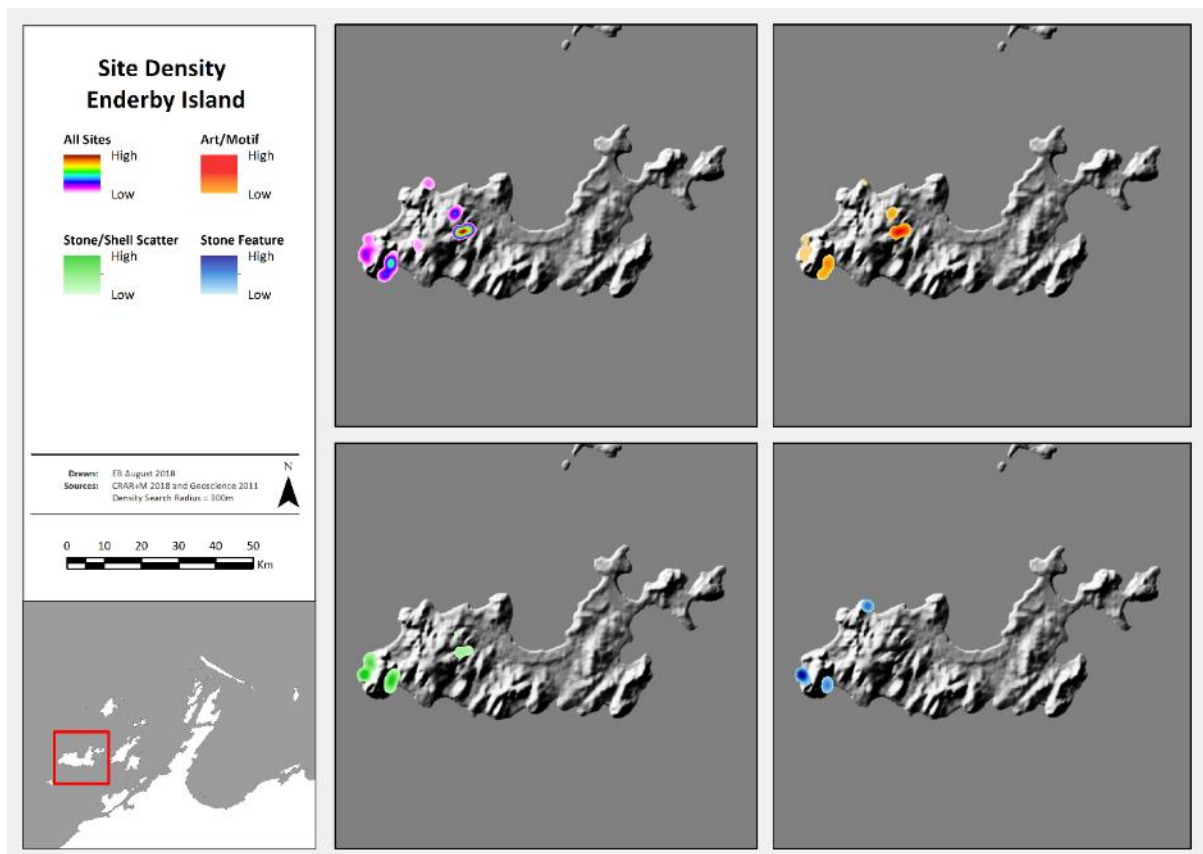 Site Density
Enderby Island
All Sites
High
Low
Art/Motif
High
Low
Stone/Shell Scatter
High
Low
Stone Feature
High
Low
Drawn: EB August 2018
Sources: CRAR+M 2018 and Geoscience 2011
Density Search Radius = 300m
N
0 10 20 30 40 50
Km